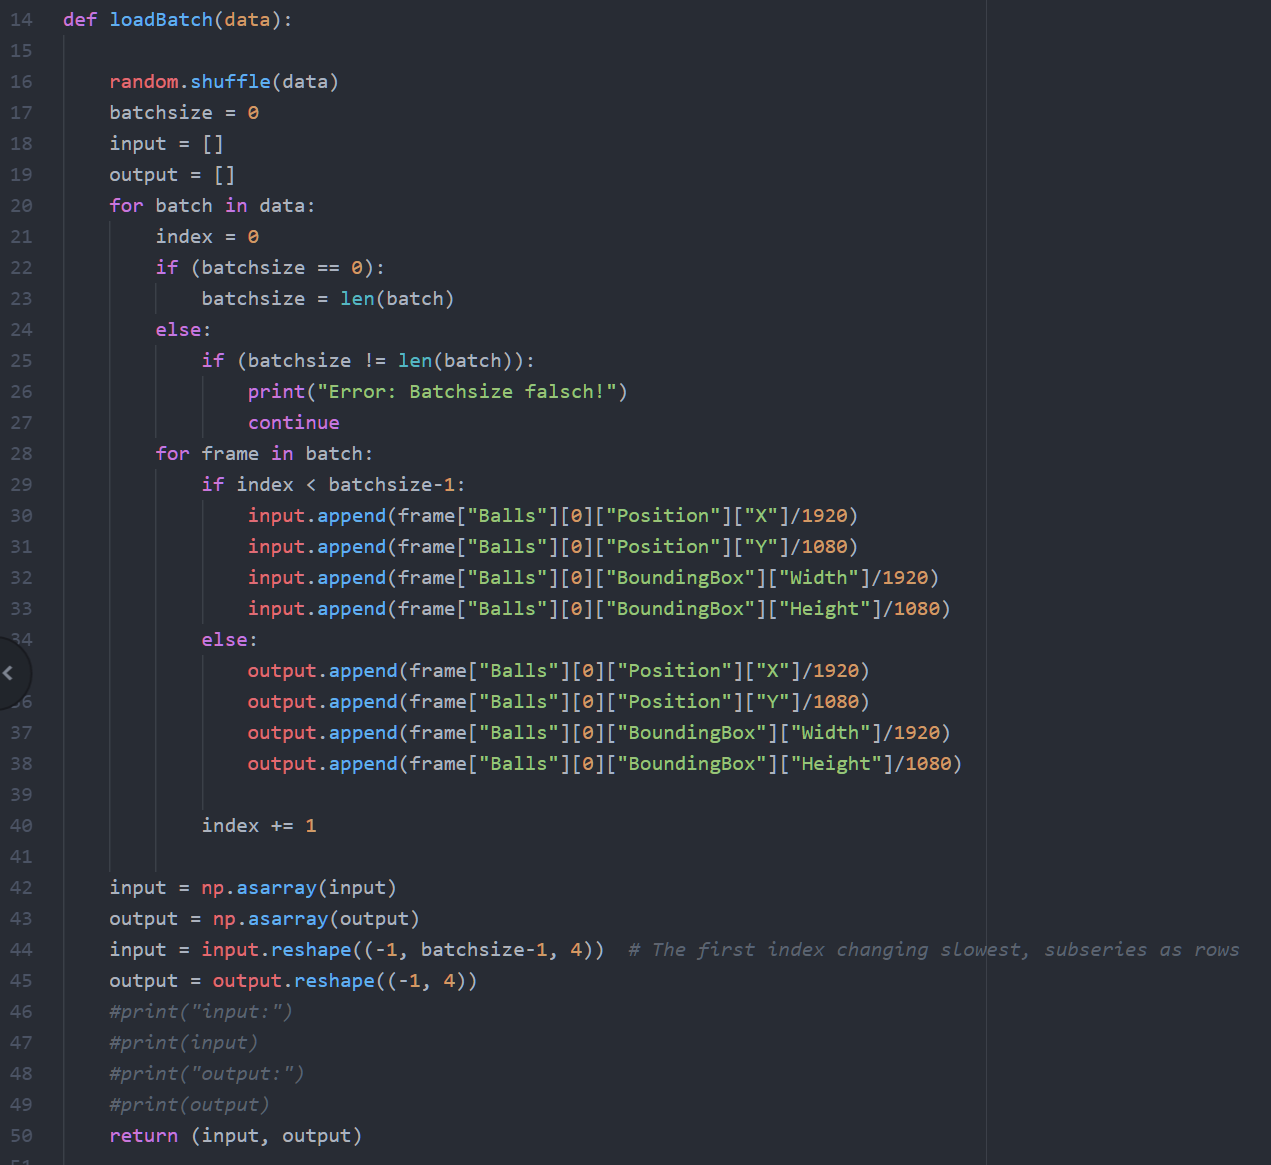 14 def loadBatch(data):
15
16     random.shuffle(data)
17     batchsize = 0
18     input = []
19     output = []
20     for batch in data:
21         index = 0
22         if (batchsize == 0):
23             batchsize = len(batch)
24         else:
25             if (batchsize != len(batch)):
26                 print("Error: Batchsize falsch!")
27                 continue
28         for frame in batch:
29             if index < batchsize-1:
30                 input.append(frame["Balls"][0]["Position"]["X"]/1920)
31                 input.append(frame["Balls"][0]["Position"]["Y"]/1080)
32                 input.append(frame["Balls"][0]["BoundingBox"]["Width"]/1920)
33                 input.append(frame["Balls"][0]["BoundingBox"]["Height"]/1080)
34             else:
                 output.append(frame["Balls"][0]["Position"]["X"]/1920)
36                 output.append(frame["Balls"][0]["Position"]["Y"]/1080)
37                 output.append(frame["Balls"][0]["BoundingBox"]["Width"]/1920)
38                 output.append(frame["Balls"][0]["BoundingBox"]["Height"]/1080)
39
40             index += 1
41
42     input = np.asarray(input)
43     output = np.asarray(output)
44     input = input.reshape((-1, batchsize-1, 4))  # The first index changing slowest, subseries as rows
45     output = output.reshape((-1, 4))
46     #print("input:")
47     #print(input)
48     #print("output:")
49     #print(output)
50     return (input, output)
51